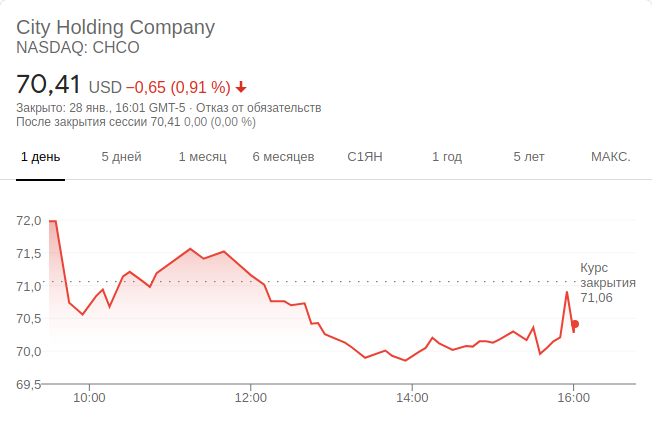 City Holding Company
NASDAQ: CHCO
70,41 USD −0,65 (0,91 %)
Закрыто: 28 янв., 16:01 GMT-5 · Отказ от обязательств
После закрытия сессии 70,41 0,00 (0,00 %)
1 день 5 дней 1 месяц 6 месяцев С1ЯН 1 год 5 лет МАКС.
72,0
71,5
71,0
70,5
70,0
69,5
Курс
закрытия
71,06
10:00 12:00 14:00 16:00